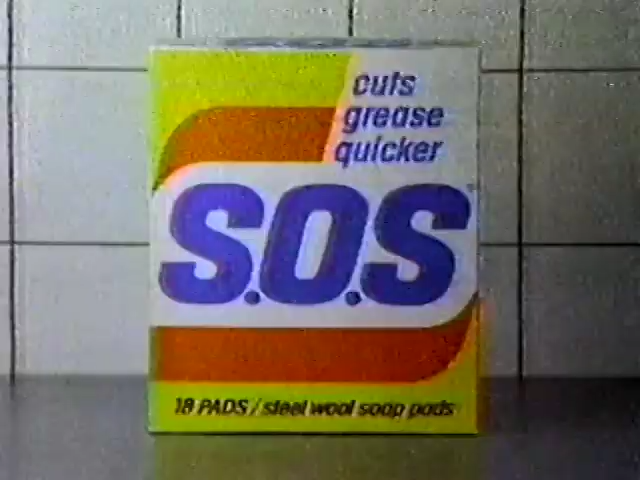 cuts
grease
quicker
S.O.S
18 PADS / steel wool soap pads